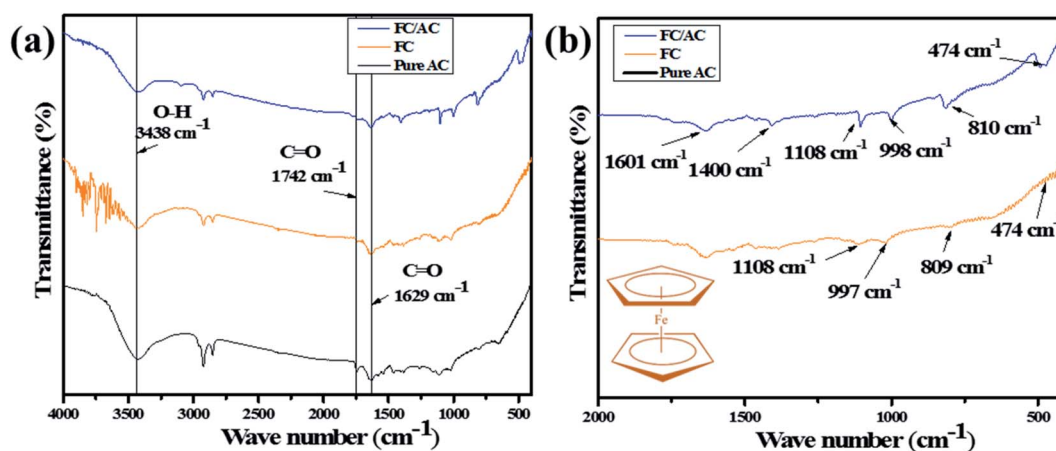 (a)
FC/AC
FC
Pure AC
O-H
3438 cm⁻¹
C=O
1742 cm⁻¹
C=O
1629 cm⁻¹
Transmittance (%)
4000 3500 3000 2500 2000 1500 1000 500
Wave number (cm⁻¹)
(b)
FC/AC
FC
Pure AC
474 cm⁻¹
1601 cm⁻¹
1400 cm⁻¹
1108 cm⁻¹
998 cm⁻¹
810 cm⁻¹
1108 cm⁻¹
997 cm⁻¹
809 cm⁻¹
474 cm⁻¹
Fe
Transmittance (%)
2000 1500 1000 500
Wave number (cm⁻¹)